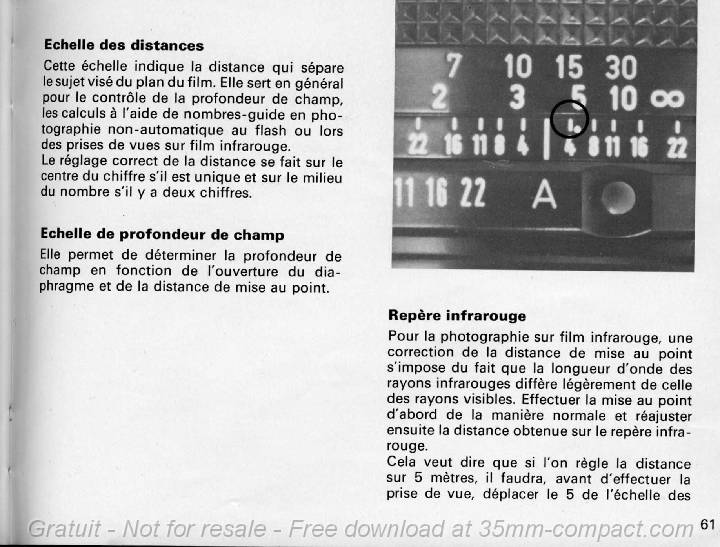 Echelle des distances
Cette échelle indique la distance qui sépare
le sujet visé du plan du film. Elle sert en général
pour le contrôle de la profondeur de champ,
les calculs à l'aide de nombres-guide en pho-
tographie non-automatique au flash ou lors
des prises de vues sur film infrarouge.
Le réglage correct de la distance se fait sur le
centre du chiffre s'il est unique et sur le milieu
du nombre s'il y a deux chiffres.
Echelle de profondeur de champ
Elle permet de déterminer la profondeur de
champ en fonction de l'ouverture du dia-
phragme et de la distance de mise au point.
7 10 15 30
2 3 5 10 ∞
22 16 11 8 4 4 8 11 16 22
11 16 22 A
Repère infrarouge
Pour la photographie sur film infrarouge, une
correction de la distance de mise au point
s'impose du fait que la longueur d'onde des
rayons infrarouges diffère légèrement de celle
des rayons visibles. Effectuer la mise au point
d'abord de la manière normale et réajuster
ensuite la distance obtenue sur le repère infra-
rouge.
Cela veut dire que si l'on règle la distance
sur 5 mètres, il faudra, avant d'effectuer la
prise de vue, déplacer le 5 de l'échelle des
61
Gratuit - Not for resale - Free download at 35mm-compact.com